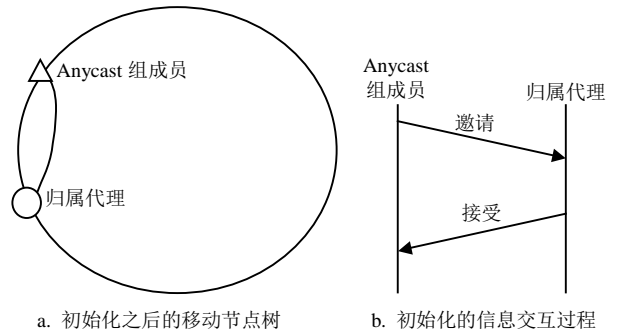 Anycast 组成员
归属代理
a. 初始化之后的移动节点树
Anycast
组成员
归属代理
邀请
接受
b. 初始化的信息交互过程